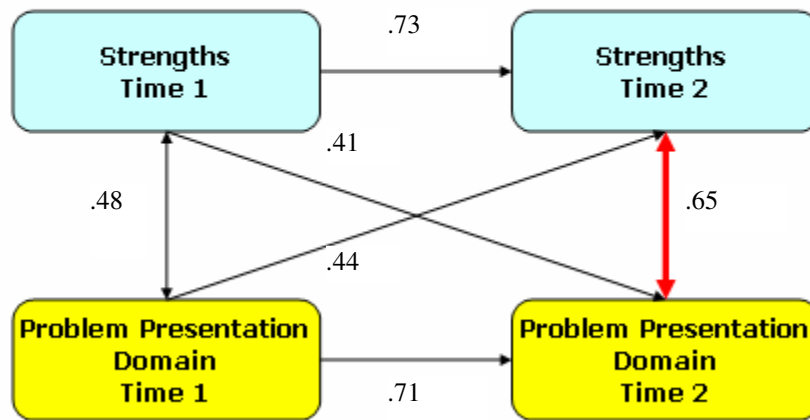 .73
Strengths
Time 1
Strengths
Time 2
.41
.48
.65
.44
Problem Presentation
Domain
Time 1
Problem Presentation
Domain
Time 2
.71